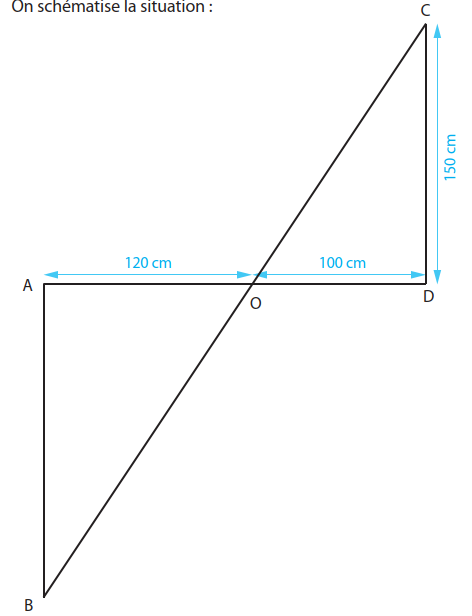 On schématise la situation :
C
150 cm
120 cm
100 cm
A
O
D
B